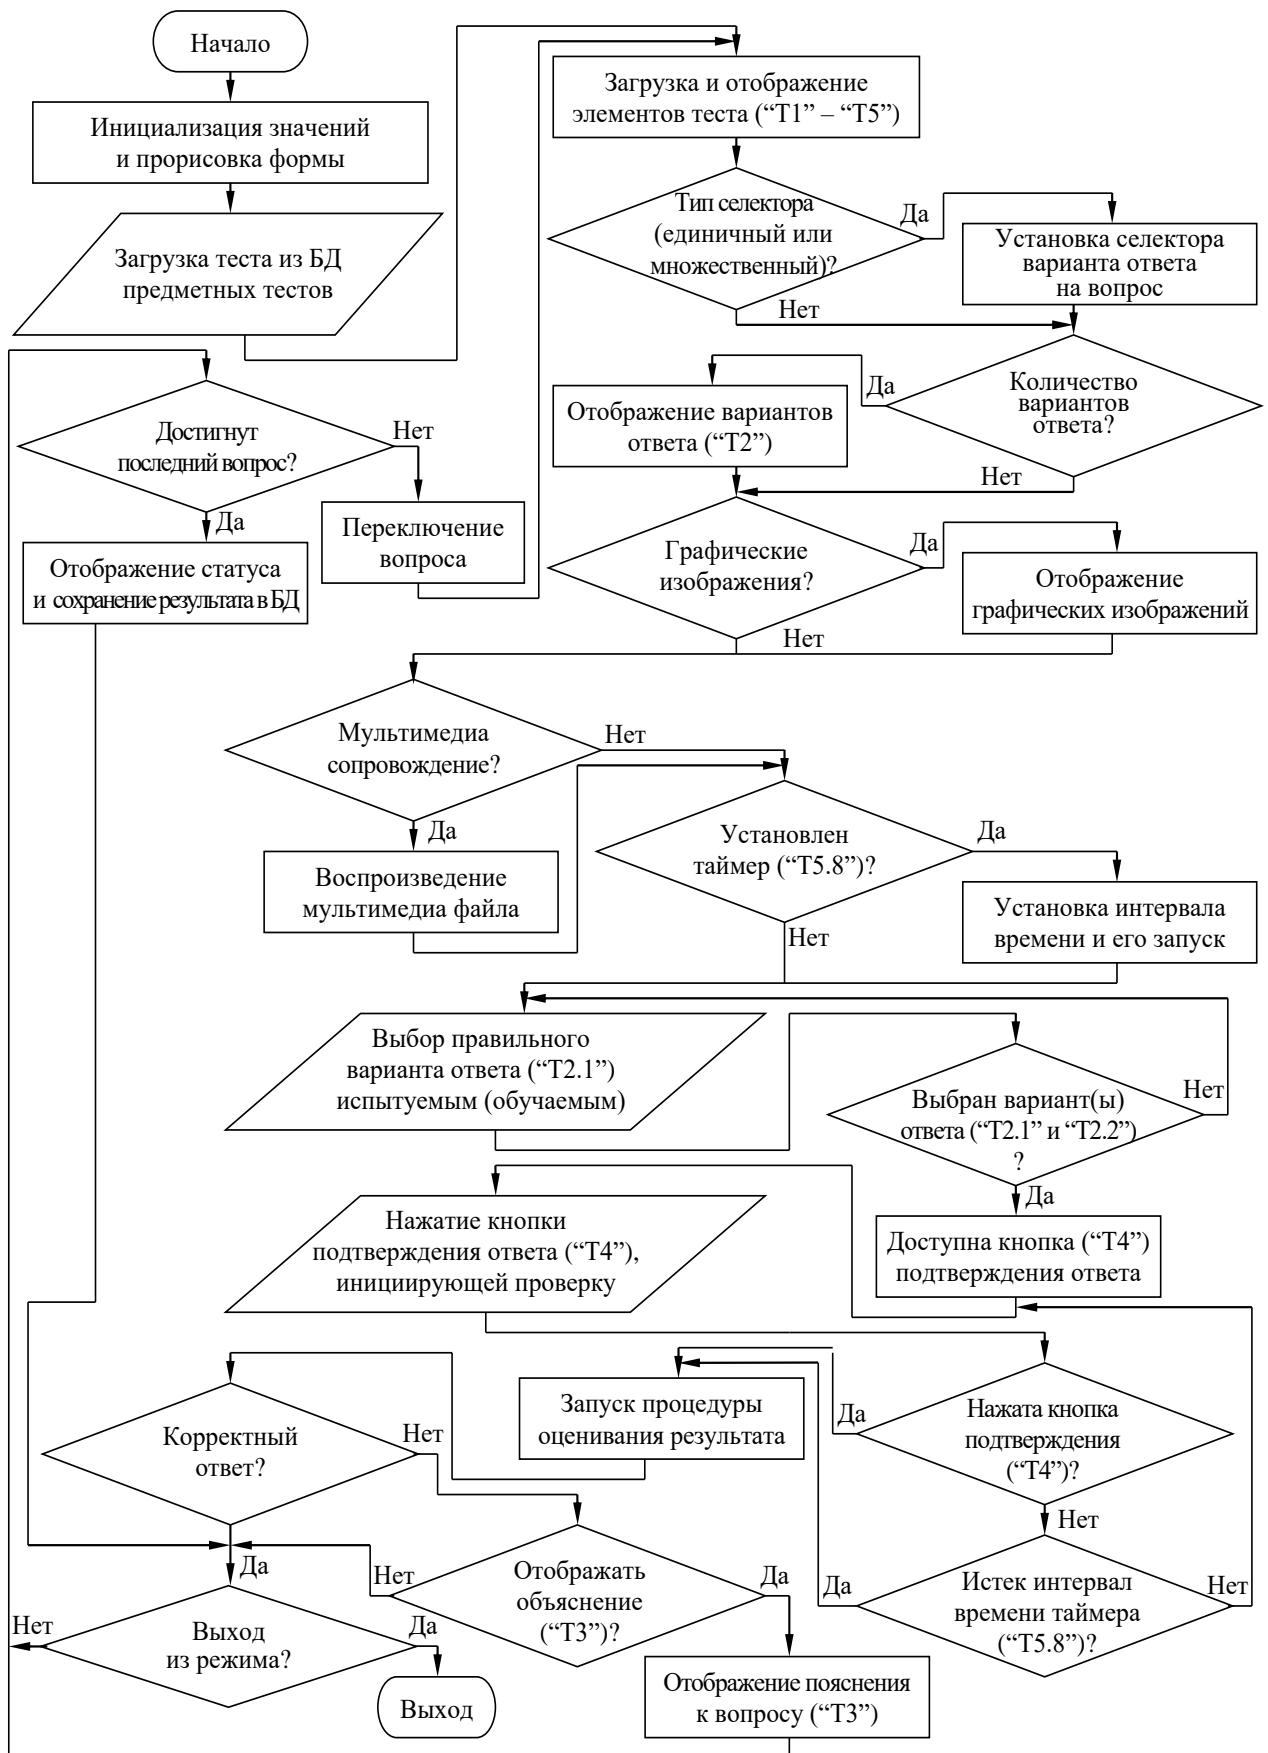 Начало
Инициализация значений
и прорисовка формы
Загрузка теста из БД
предметных тестов
Загрузка и отображение
элементов теста (“Т1” – “Т5”)
Тип селектора
(единичный или
множественный)?
Да
Нет
Установка селектора
варианта ответа
на вопрос
Количество
вариантов
ответа?
Да
Нет
Отображение вариантов
ответа (“Т2”)
Достигнут
последний вопрос?
Нет
Да
Переключение
вопроса
Отображение статуса
и сохранение результата в БД
Графические
изображения?
Да
Нет
Отображение
графических изображений
Мультимедиа
сопровождение?
Нет
Да
Воспроизведение
мультимедиа файла
Установлен
таймер (“Т5.8”)?
Да
Нет
Установка интервала
времени и его запуск
Выбор правильного
варианта ответа (“Т2.1”)
испытуемым (обучаемым)
Выбран вариант(ы)
ответа (“Т2.1” и “Т2.2”)
?
Нет
Да
Доступна кнопка (“Т4”)
подтверждения ответа
Нажатие кнопки
подтверждения ответа (“Т4”),
инициирующей проверку
Нажата кнопка
подтверждения
(“Т4”)?
Да
Нет
Запуск процедуры
оценивания результата
Корректный
ответ?
Нет
Да
Истек интервал
времени таймера
(“Т5.8”)?
Да
Нет
Отображать
объяснение
(“Т3”)?
Нет
Да
Отображение пояснения
к вопросу (“Т3”)
Выход
из режима?
Нет
Да
Выход